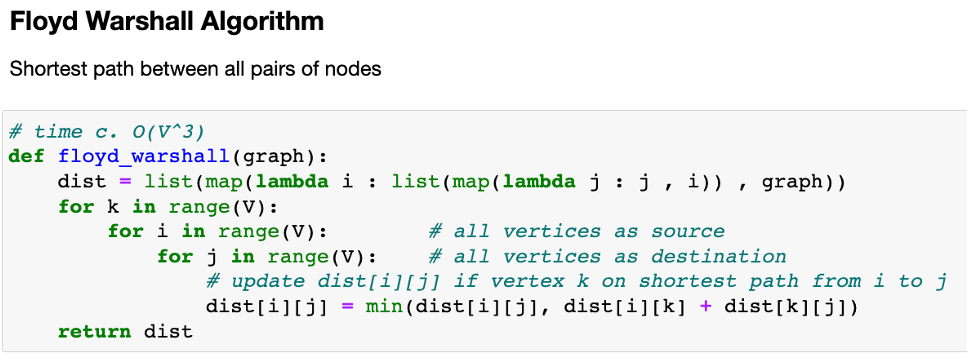 Floyd Warshall Algorithm
Shortest path between all pairs of nodes
# time c. O(V^3)
def floyd_warshall(graph):
    dist = list(map(lambda i : list(map(lambda j : j , i)) , graph))
    for k in range(V):
        for i in range(V):        # all vertices as source
            for j in range(V):    # all vertices as destination
                # update dist[i][j] if vertex k on shortest path from i to j
                dist[i][j] = min(dist[i][j], dist[i][k] + dist[k][j])
    return dist